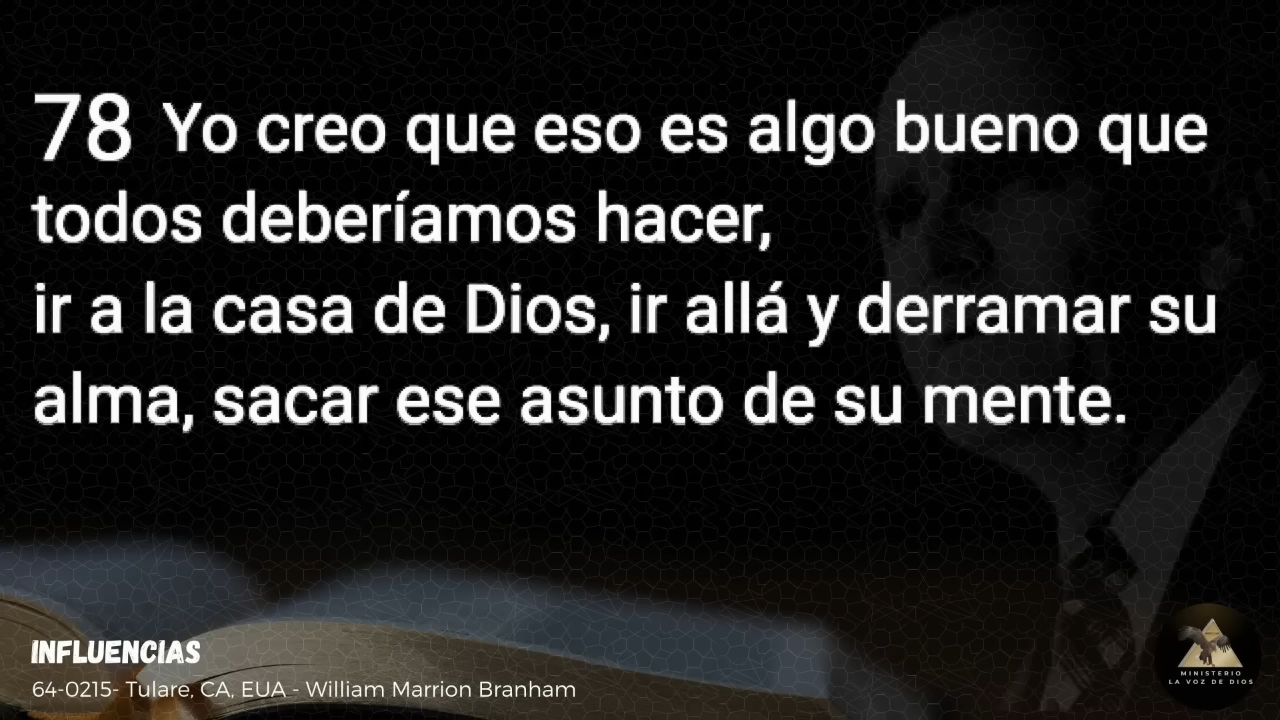 78 Yo creo que eso es algo bueno que
todos deberíamos hacer,
ir a la casa de Dios, ir allá y derramar su
alma, sacar ese asunto de su mente.
INFLUENCIAS
64-0215- Tulare, CA, EUA - William Marrion Branham
MINISTERIO
LA VOZ DE DIOS